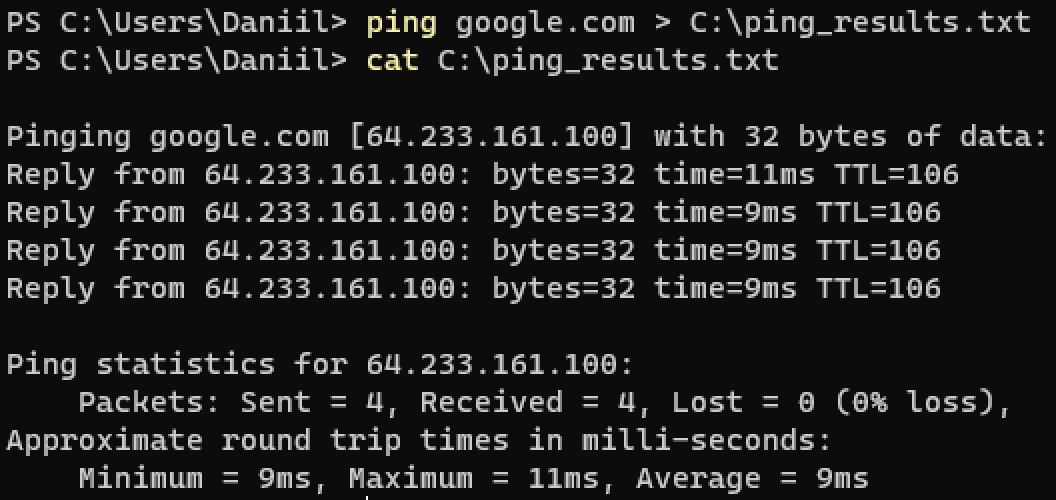 PS C:\Users\Daniil> ping google.com > C:\ping_results.txt
PS C:\Users\Daniil> cat C:\ping_results.txt
Pinging google.com [64.233.161.100] with 32 bytes of data:
Reply from 64.233.161.100: bytes=32 time=11ms TTL=106
Reply from 64.233.161.100: bytes=32 time=9ms TTL=106
Reply from 64.233.161.100: bytes=32 time=9ms TTL=106
Reply from 64.233.161.100: bytes=32 time=9ms TTL=106
Ping statistics for 64.233.161.100:
    Packets: Sent = 4, Received = 4, Lost = 0 (0% loss),
Approximate round trip times in milli-seconds:
    Minimum = 9ms, Maximum = 11ms, Average = 9ms